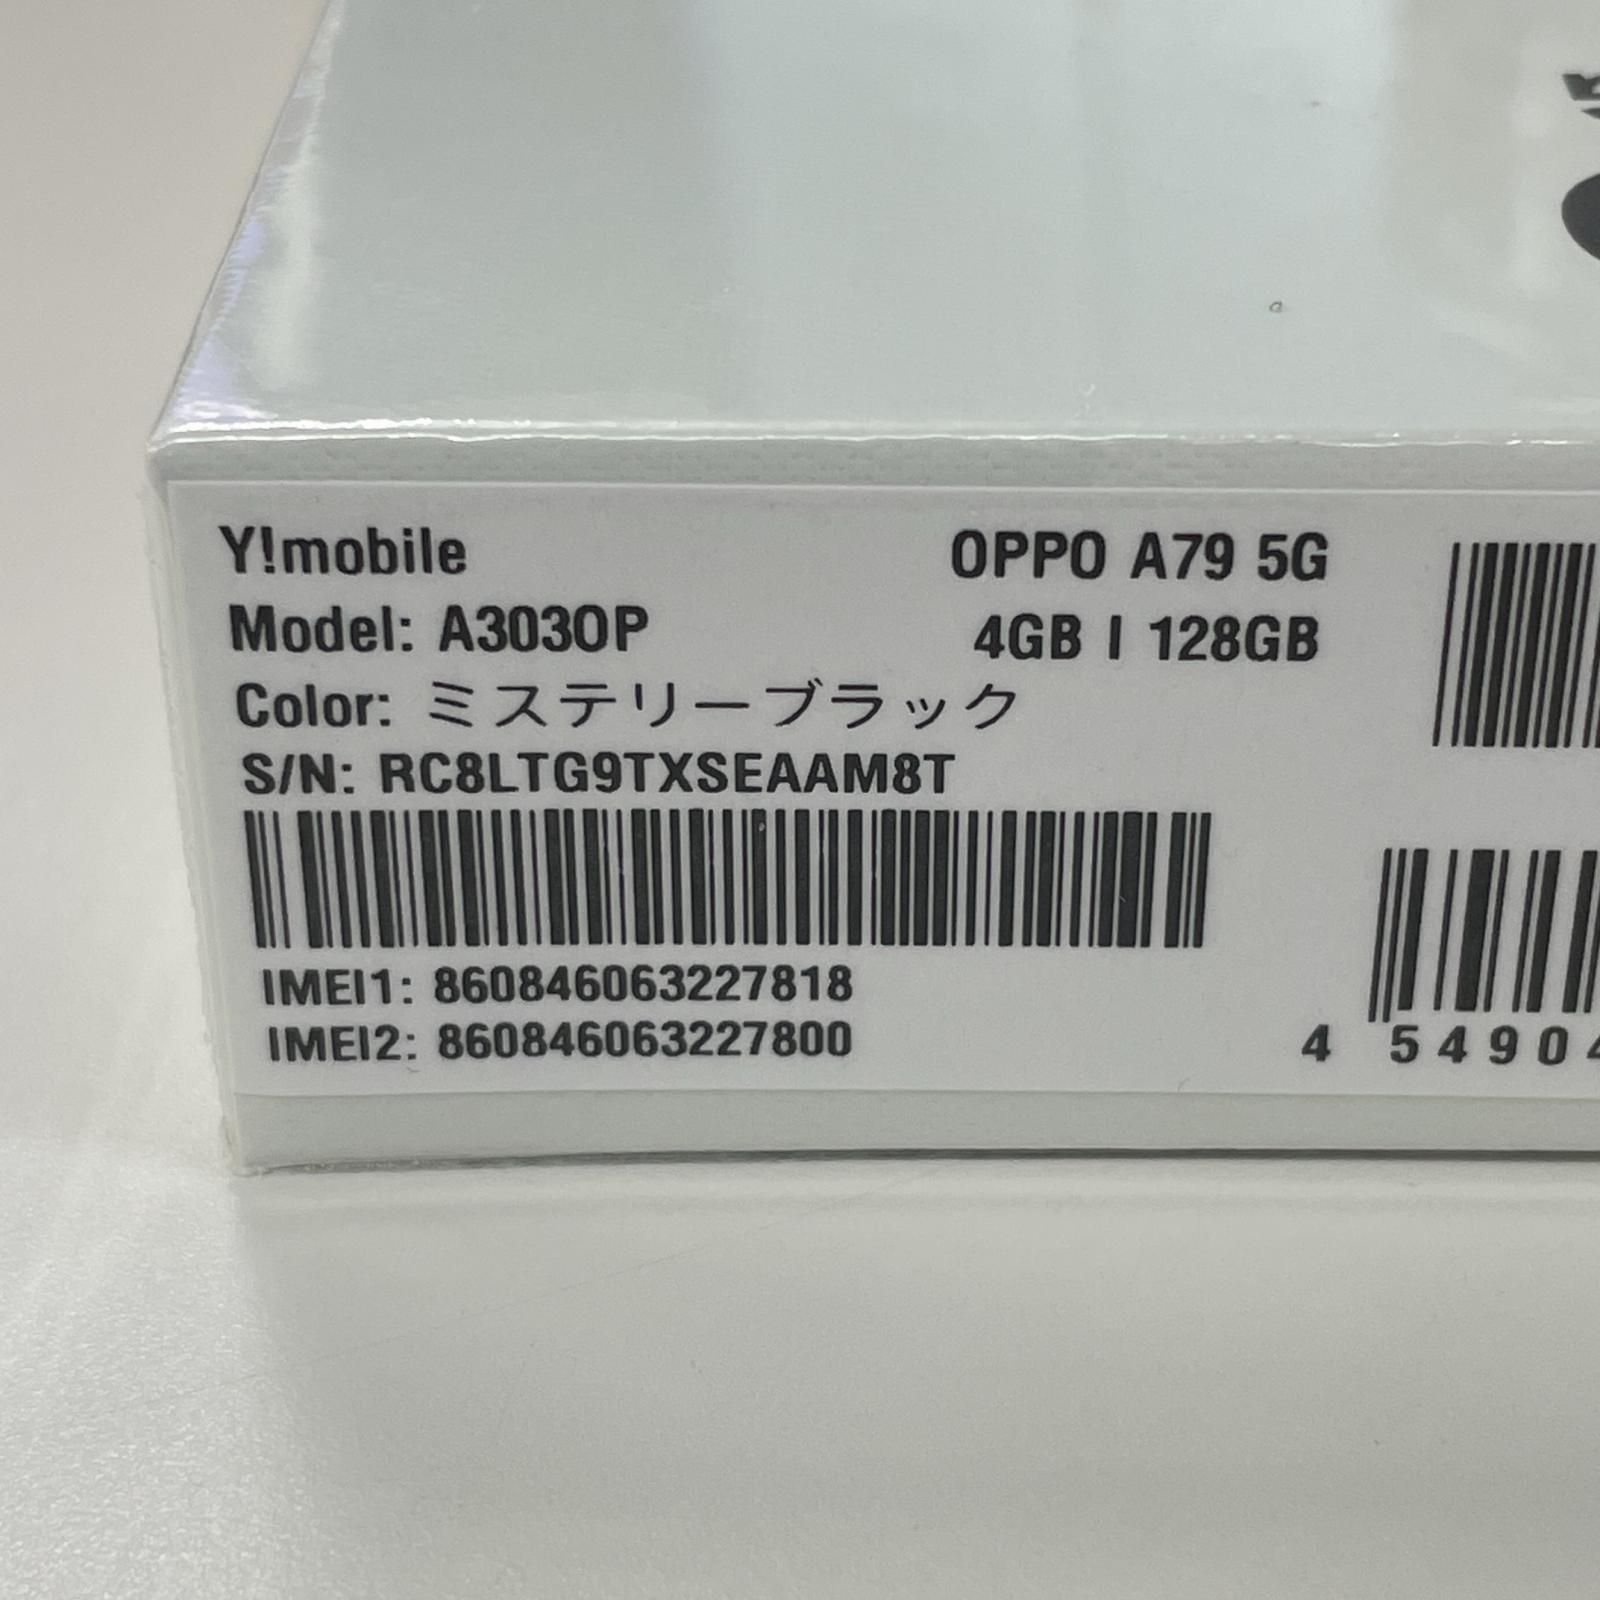 Y!mobile
OPPO A79 5G
Model: A303OP
4GB | 128GB
Color: ミステリーブラック
S/N: RC8LTG9TXSEAAM8T
IMEI1: 860846063227818
IMEI2: 860846063227800
4 54904